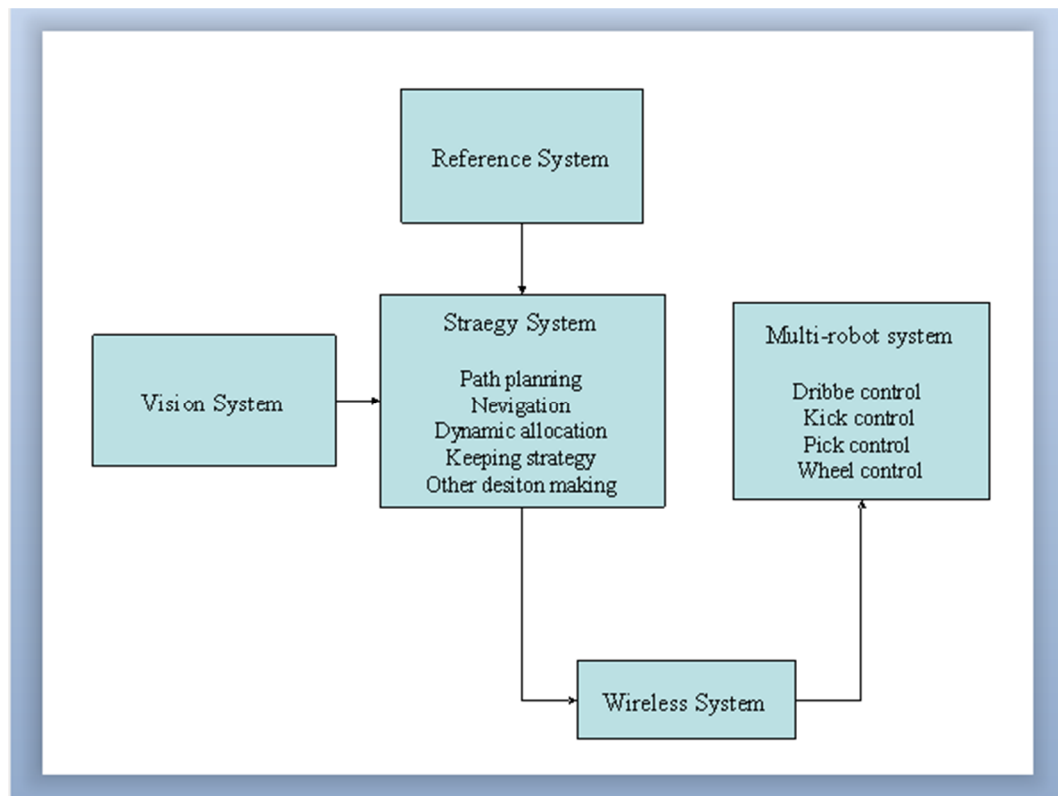 Reference System
Straegy System
Path planning
Nevigation
Dynamic allocation
Keeping strategy
Other desiton making
Vision System
Multi-robot system
Dribbe control
Kick control
Pick control
Wheel control
Wireless System